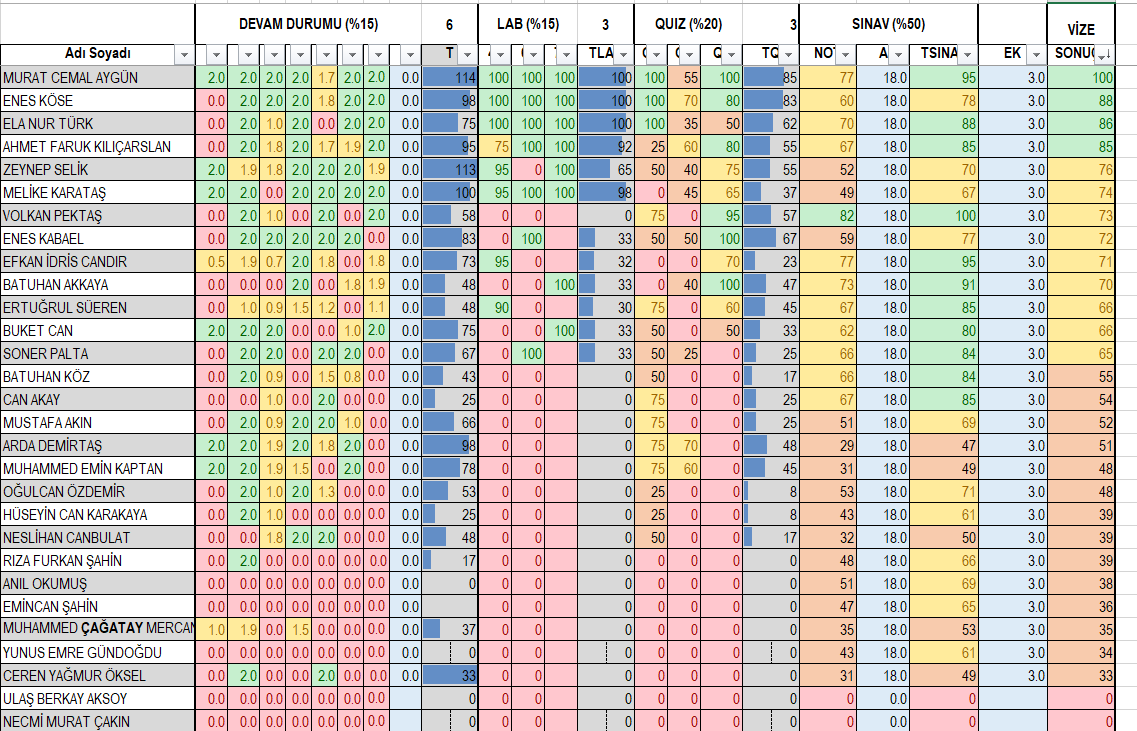 DEVAM DURUMU (%15) 6 LAB (%15) 3 QUIZ (%20) 3 SINAV (%50) VİZE
Adı Soyadı T TLA TQ NOT A TSINA EK SONUÇ
MURAT CEMAL AYGÜN 2.0 2.0 2.0 2.0 1.7 2.0 2.0 0.0 114 100 100 100 100 100 55 100 85 77 18.0 95 3.0 100
ENES KÖSE 0.0 2.0 2.0 2.0 1.8 2.0 2.0 0.0 98 100 100 100 100 100 70 80 83 60 18.0 78 3.0 88
ELA NUR TÜRK 0.0 2.0 1.0 2.0 0.0 2.0 2.0 0.0 75 100 100 100 100 100 35 50 62 70 18.0 88 3.0 86
AHMET FARUK KILIÇARSLAN 0.0 2.0 1.8 2.0 1.7 1.9 2.0 0.0 95 75 100 100 92 25 60 80 55 67 18.0 85 3.0 85
ZEYNEP SELİK 2.0 1.9 1.8 2.0 2.0 2.0 1.9 0.0 113 95 0 100 65 50 40 75 55 52 18.0 70 3.0 76
MELİKE KARATAŞ 2.0 2.0 0.0 2.0 2.0 2.0 2.0 0.0 100 95 100 100 98 0 45 65 37 49 18.0 67 3.0 74
VOLKAN PEKTAŞ 0.0 2.0 1.0 0.0 2.0 0.0 2.0 0.0 58 0 0 0 75 0 95 57 82 18.0 100 3.0 73
ENES KABAEL 0.0 2.0 2.0 2.0 2.0 2.0 0.0 0.0 83 0 100 33 50 50 100 67 59 18.0 77 3.0 72
EFKAN İDRİS CANDIR 0.5 1.9 0.7 2.0 1.8 0.0 1.8 0.0 73 95 0 32 0 0 70 23 77 18.0 95 3.0 71
BATUHAN AKKAYA 0.0 0.0 0.0 2.0 0.0 1.8 1.9 0.0 48 0 0 100 33 0 40 100 47 73 18.0 91 3.0 70
ERTUĞRUL SÜEREN 0.0 1.0 0.9 1.5 1.2 0.0 1.1 0.0 48 90 0 30 75 0 60 45 67 18.0 85 3.0 66
BUKET CAN 2.0 2.0 2.0 0.0 0.0 1.0 2.0 0.0 75 0 0 100 33 50 0 50 33 62 18.0 80 3.0 66
SONER PALTA 0.0 2.0 2.0 0.0 2.0 2.0 0.0 0.0 67 0 100 33 50 25 0 25 66 18.0 84 3.0 65
BATUHAN KÖZ 0.0 2.0 0.9 0.0 1.5 0.8 0.0 0.0 43 0 0 0 50 0 0 17 66 18.0 84 3.0 55
CAN AKAY 0.0 0.0 1.0 0.0 2.0 0.0 0.0 0.0 25 0 0 0 75 0 0 25 67 18.0 85 3.0 54
MUSTAFA AKIN 0.0 2.0 0.9 2.0 2.0 1.0 0.0 0.0 66 0 0 0 75 0 0 25 51 18.0 69 3.0 52
ARDA DEMİRTAŞ 2.0 2.0 1.9 2.0 1.8 2.0 0.0 0.0 98 0 0 0 75 70 0 48 29 18.0 47 3.0 51
MUHAMMED EMİN KAPTAN 2.0 2.0 1.9 1.5 0.0 2.0 0.0 0.0 78 0 0 0 75 60 0 45 31 18.0 49 3.0 48
OĞULCAN ÖZDEMİR 0.0 2.0 1.0 2.0 1.3 0.0 0.0 0.0 53 0 0 0 25 0 0 8 53 18.0 71 3.0 48
HÜSEYİN CAN KARAKAYA 0.0 2.0 1.0 0.0 0.0 0.0 0.0 0.0 25 0 0 0 25 0 0 8 43 18.0 61 3.0 39
NESLİHAN CANBULAT 0.0 0.0 1.8 2.0 2.0 0.0 0.0 0.0 48 0 0 0 50 0 0 17 32 18.0 50 3.0 39
RIZA FURKAN ŞAHİN 0.0 2.0 0.0 0.0 0.0 0.0 0.0 0.0 17 0 0 0 0 0 0 0 48 18.0 66 3.0 39
ANIL OKUMUŞ 0.0 0.0 0.0 0.0 0.0 0.0 0.0 0.0 0 0 0 0 0 0 0 0 51 18.0 69 3.0 38
EMİNCAN ŞAHİN 0.0 0.0 0.0 0.0 0.0 0.0 0.0 0.0 0 0 0 0 0 0 0 47 18.0 65 3.0 36
MUHAMMED ÇAĞATAY MERCAN 1.0 1.9 0.0 1.5 0.0 0.0 0.0 0.0 37 0 0 0 0 0 0 0 35 18.0 53 3.0 35
YUNUS EMRE GÜNDOĞDU 0.0 0.0 0.0 0.0 0.0 0.0 0.0 0.0 0 0 0 0 0 0 0 0 43 18.0 61 3.0 34
CEREN YAĞMUR ÖKSEL 0.0 2.0 0.0 0.0 2.0 0.0 0.0 0.0 33 0 0 0 0 0 0 0 31 18.0 49 3.0 33
ULAŞ BERKAY AKSOY 0.0 0.0 0.0 0.0 0.0 0.0 0.0 0 0 0 0 0 0 0 0 0 0.0 0 0
NECMİ MURAT ÇAKIN 0.0 0.0 0.0 0.0 0.0 0.0 0.0 0 0 0 0 0 0 0 0 0 0.0 0 0